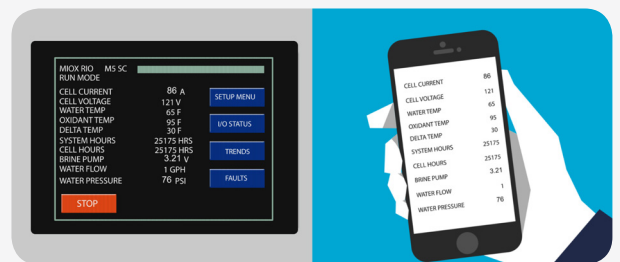 MIOX RIO M5 SC
RUN MODE
CELL CURRENT 86 A
CELL VOLTAGE 121 V
WATER TEMP 65 F
OXIDANT TEMP 95 F
DELTA TEMP 30 F
SYSTEM HOURS 25175 HRS
CELL HOURS 25175 HRS
BRINE PUMP 3.21 V
WATER FLOW 1 GPH
WATER PRESSURE 76 PSI
SETUP MENU
I/O STATUS
TRENDS
FAULTS
STOP
CELL CURRENT 86
CELL VOLTAGE 121
WATER TEMP 65
OXIDANT TEMP 95
DELTA TEMP 30
SYSTEM HOURS 25175
CELL HOURS 25175
BRINE PUMP 3.21
WATER FLOW 1
WATER PRESSURE 76